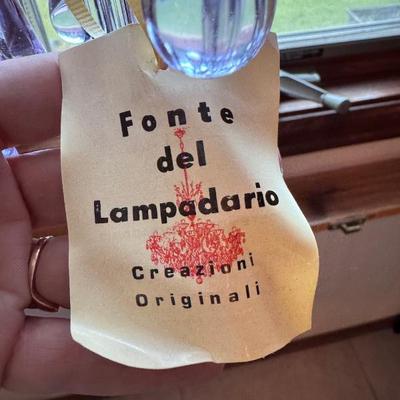 Fonte
del
Lampadario
Creazioni
Originali